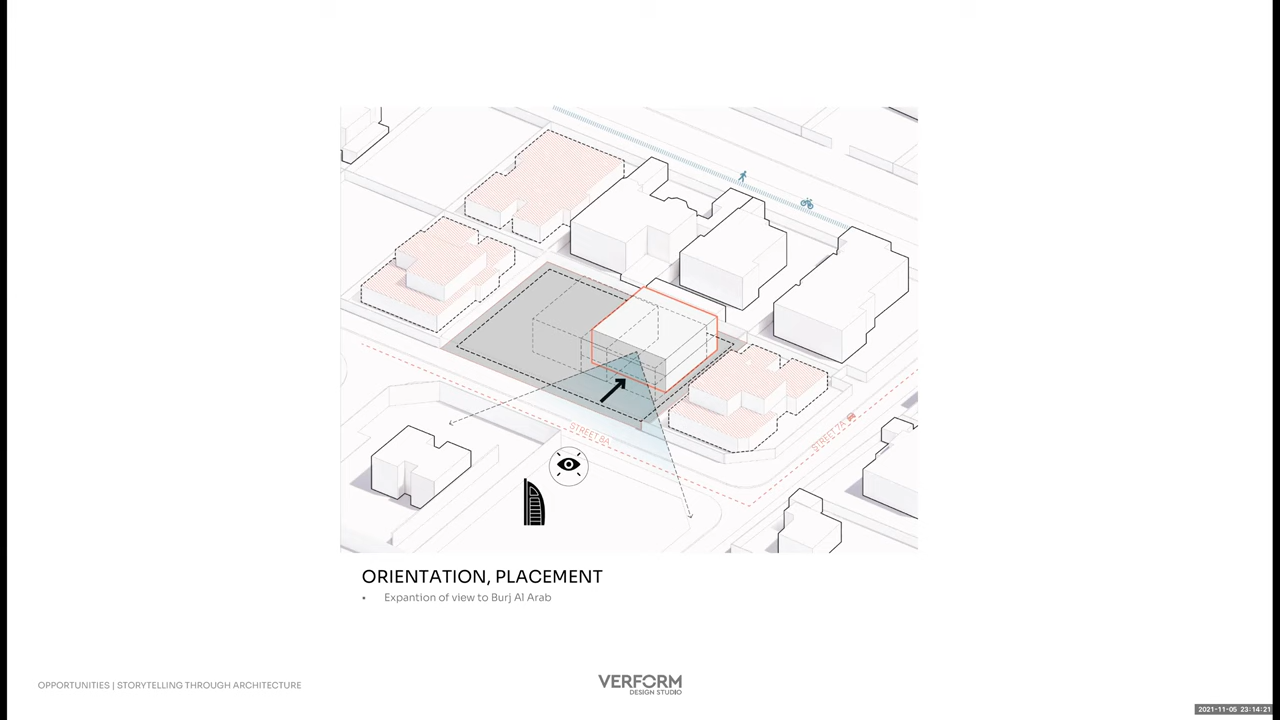 STREET 8A
STREET 7A
ORIENTATION, PLACEMENT
• Expantion of view to Burj Al Arab
OPPORTUNITIES | STORYTELLING THROUGH ARCHITECTURE
VERFORM
DESIGN STUDIO
2021-11-05 23:14:21